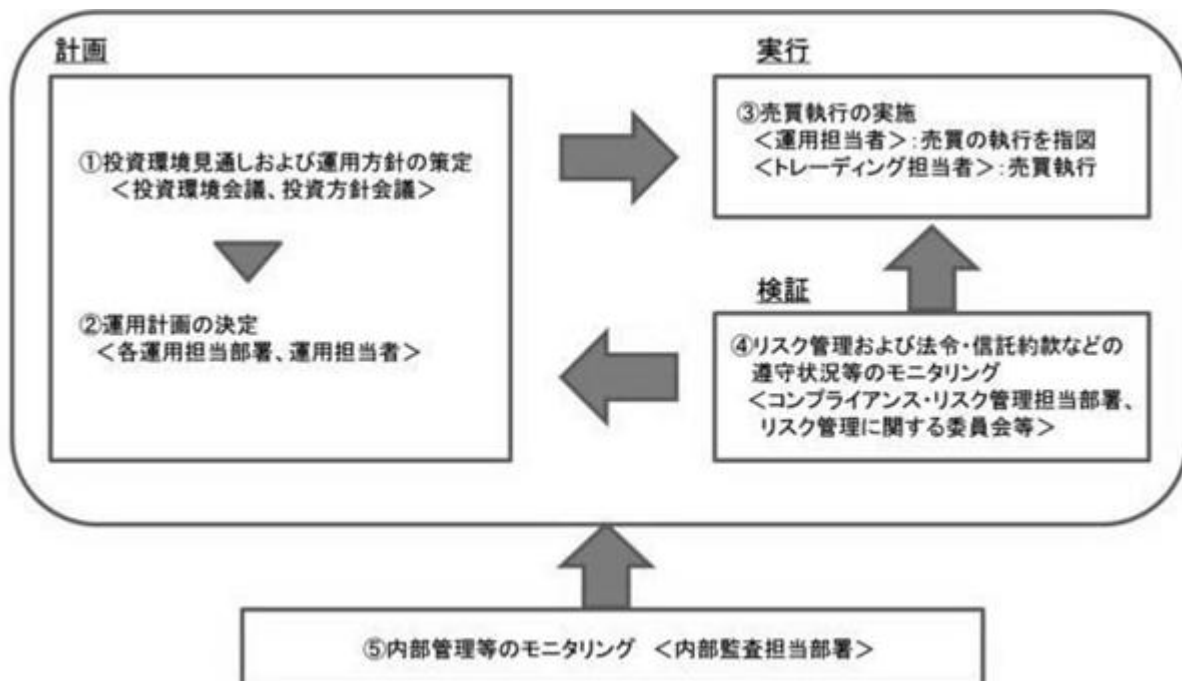 計画
①投資環境見通しおよび運用方針の策定
<投資環境会議、投資方針会議>
②運用計画の決定
<各運用担当部署、運用担当者>
実行
③売買執行の実施
<運用担当者>:売買の執行を指図
<トレーディング担当者>:売買執行
検証
④リスク管理および法令・信託約款などの
遵守状況等のモニタリング
<コンプライアンス・リスク管理担当部署、
リスク管理に関する委員会等>
⑤内部管理等のモニタリング <内部監査担当部署>